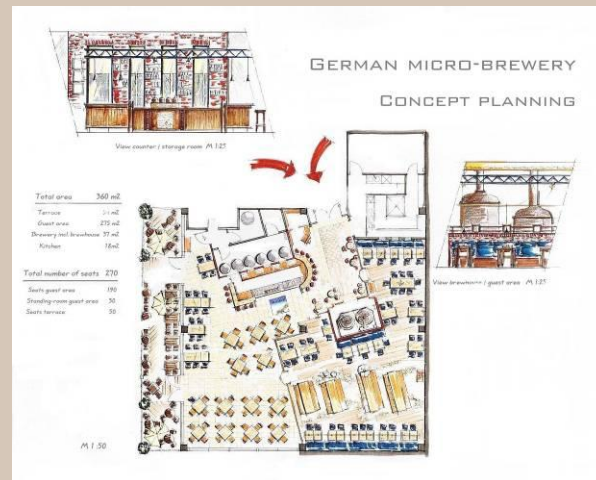 GERMAN MICRO-BREWERY
CONCEPT PLANNING
View counter / storage room M 1:25
Total area 360 m2
Terrace m2
Guest area 275 m2
Brewery incl. brewhouse 37 m2
Kitchen 18m2
Total number of seats 270
Seats guest area 190
Standing-room guest area 50
Seats terrace 30
View / guest area M 1:25
M 1:50